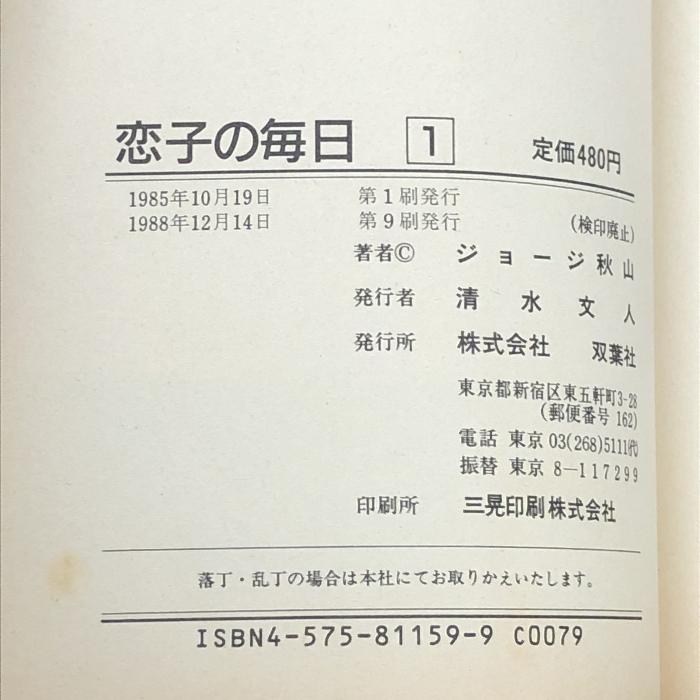 恋子の毎日 1 定価480円
1985年10月19日 第1刷発行
1988年12月14日 第9刷発行 (検印廃止)
著者© ジョージ秋山
発行者 清水文人
発行所 株式会社 双葉社
東京都新宿区東五軒町3-28
(郵便番号 162)
電話 東京 03(268)5111(代)
振替 東京 8―117299
印刷所 三晃印刷株式会社
落丁・乱丁の場合は本社にてお取りかえいたします。
ISBN4-575-81159-9 C0079